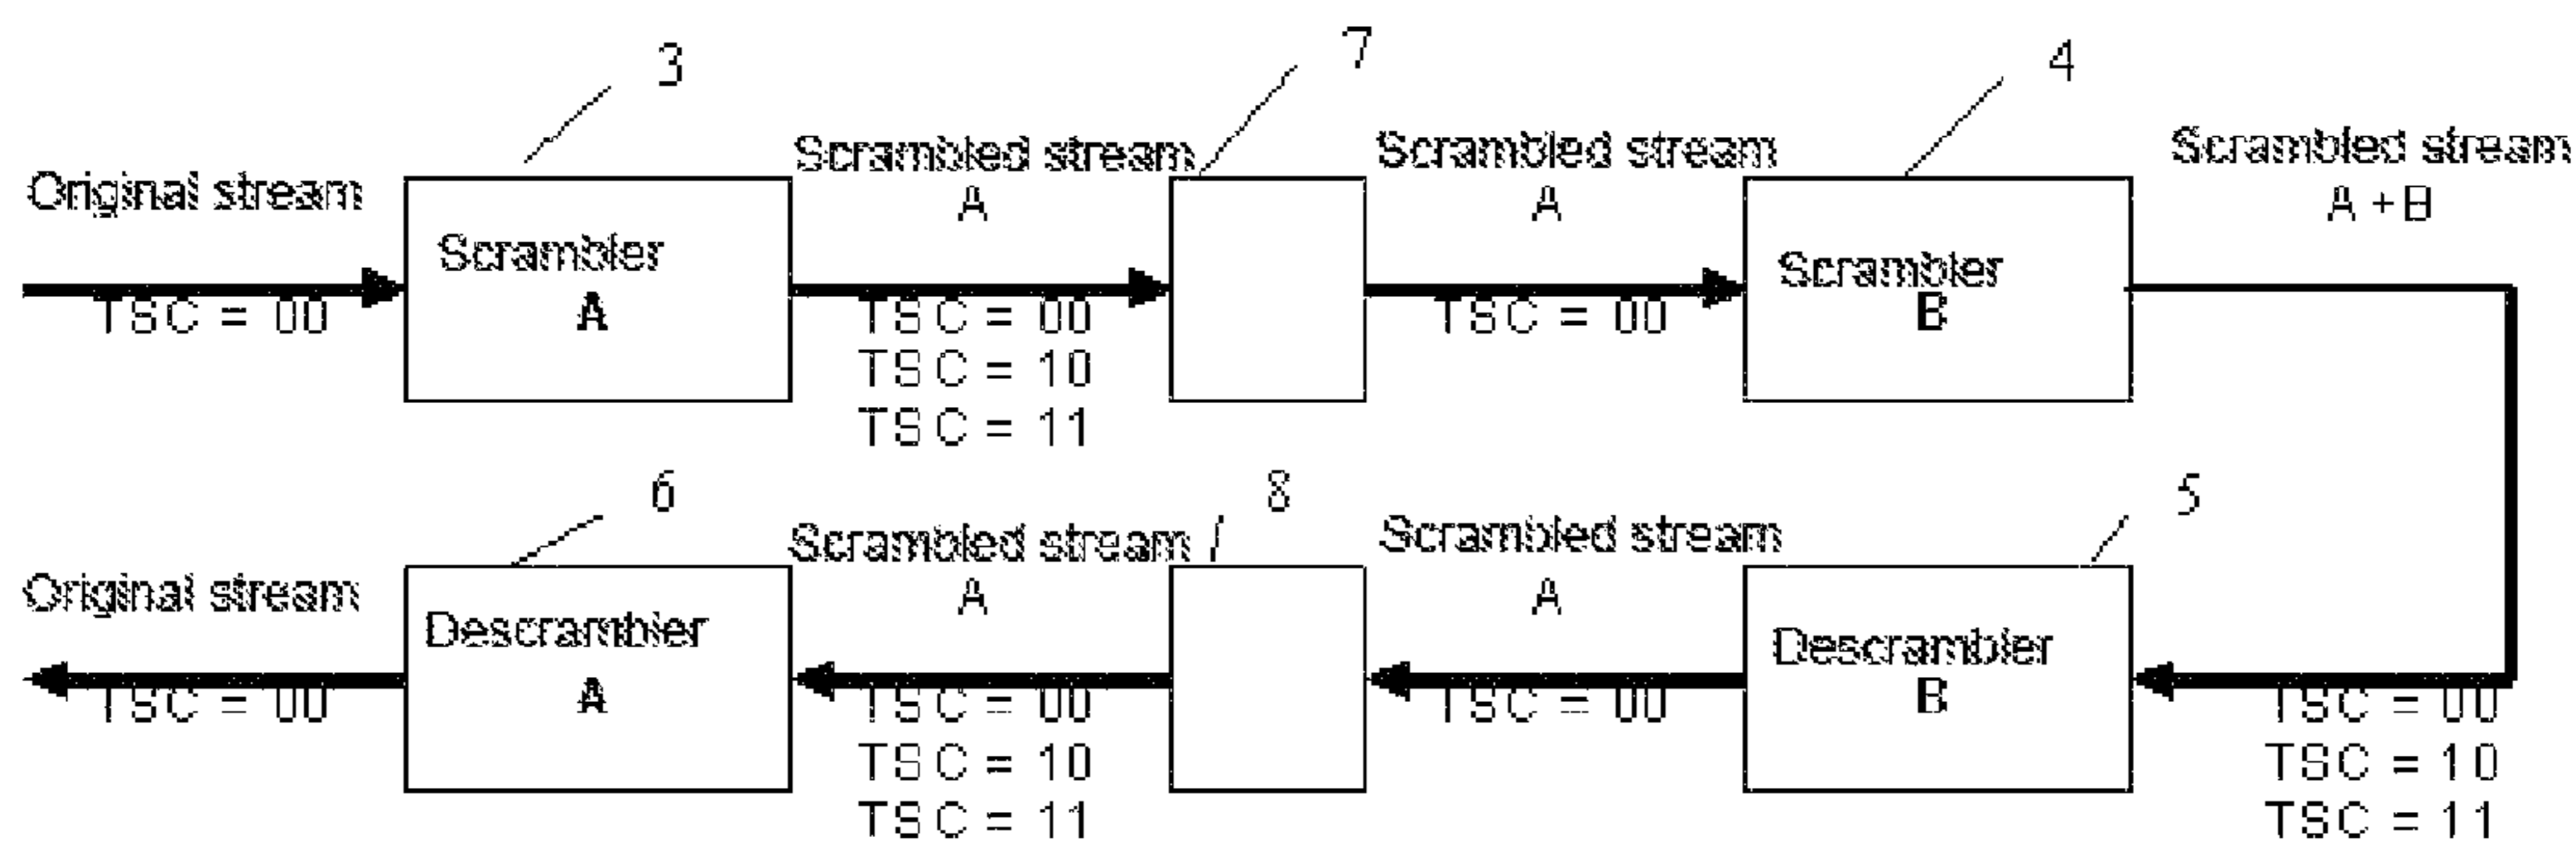 3
7
4
Original stream
TSC = 00
Scrambler
A
Scrambled stream
A
TSC = 00
TSC = 10
TSC = 11
Scrambled stream
A
TSC = 00
Scrambler
B
Scrambled stream
A + B
6
8
5
Original stream
TSC = 00
Descrambler
A
Scrambled stream
A
TSC = 00
TSC = 10
TSC = 11
Scrambled stream
A
TSC = 00
Descrambler
B
TSC = 00
TSC = 10
TSC = 11